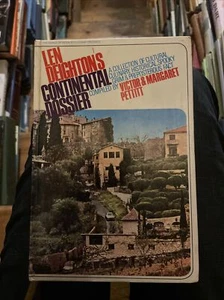 LEN
DEIGHTON'S
CONTINENTAL
DOSSIER
A COLLECTION OF CULTURAL
CULINARY, HISTORICAL, SPOOKY
GRIM & PREPOSTEROUS FACT
COMPILED BY VICTOR & MARGARET
PETTITT